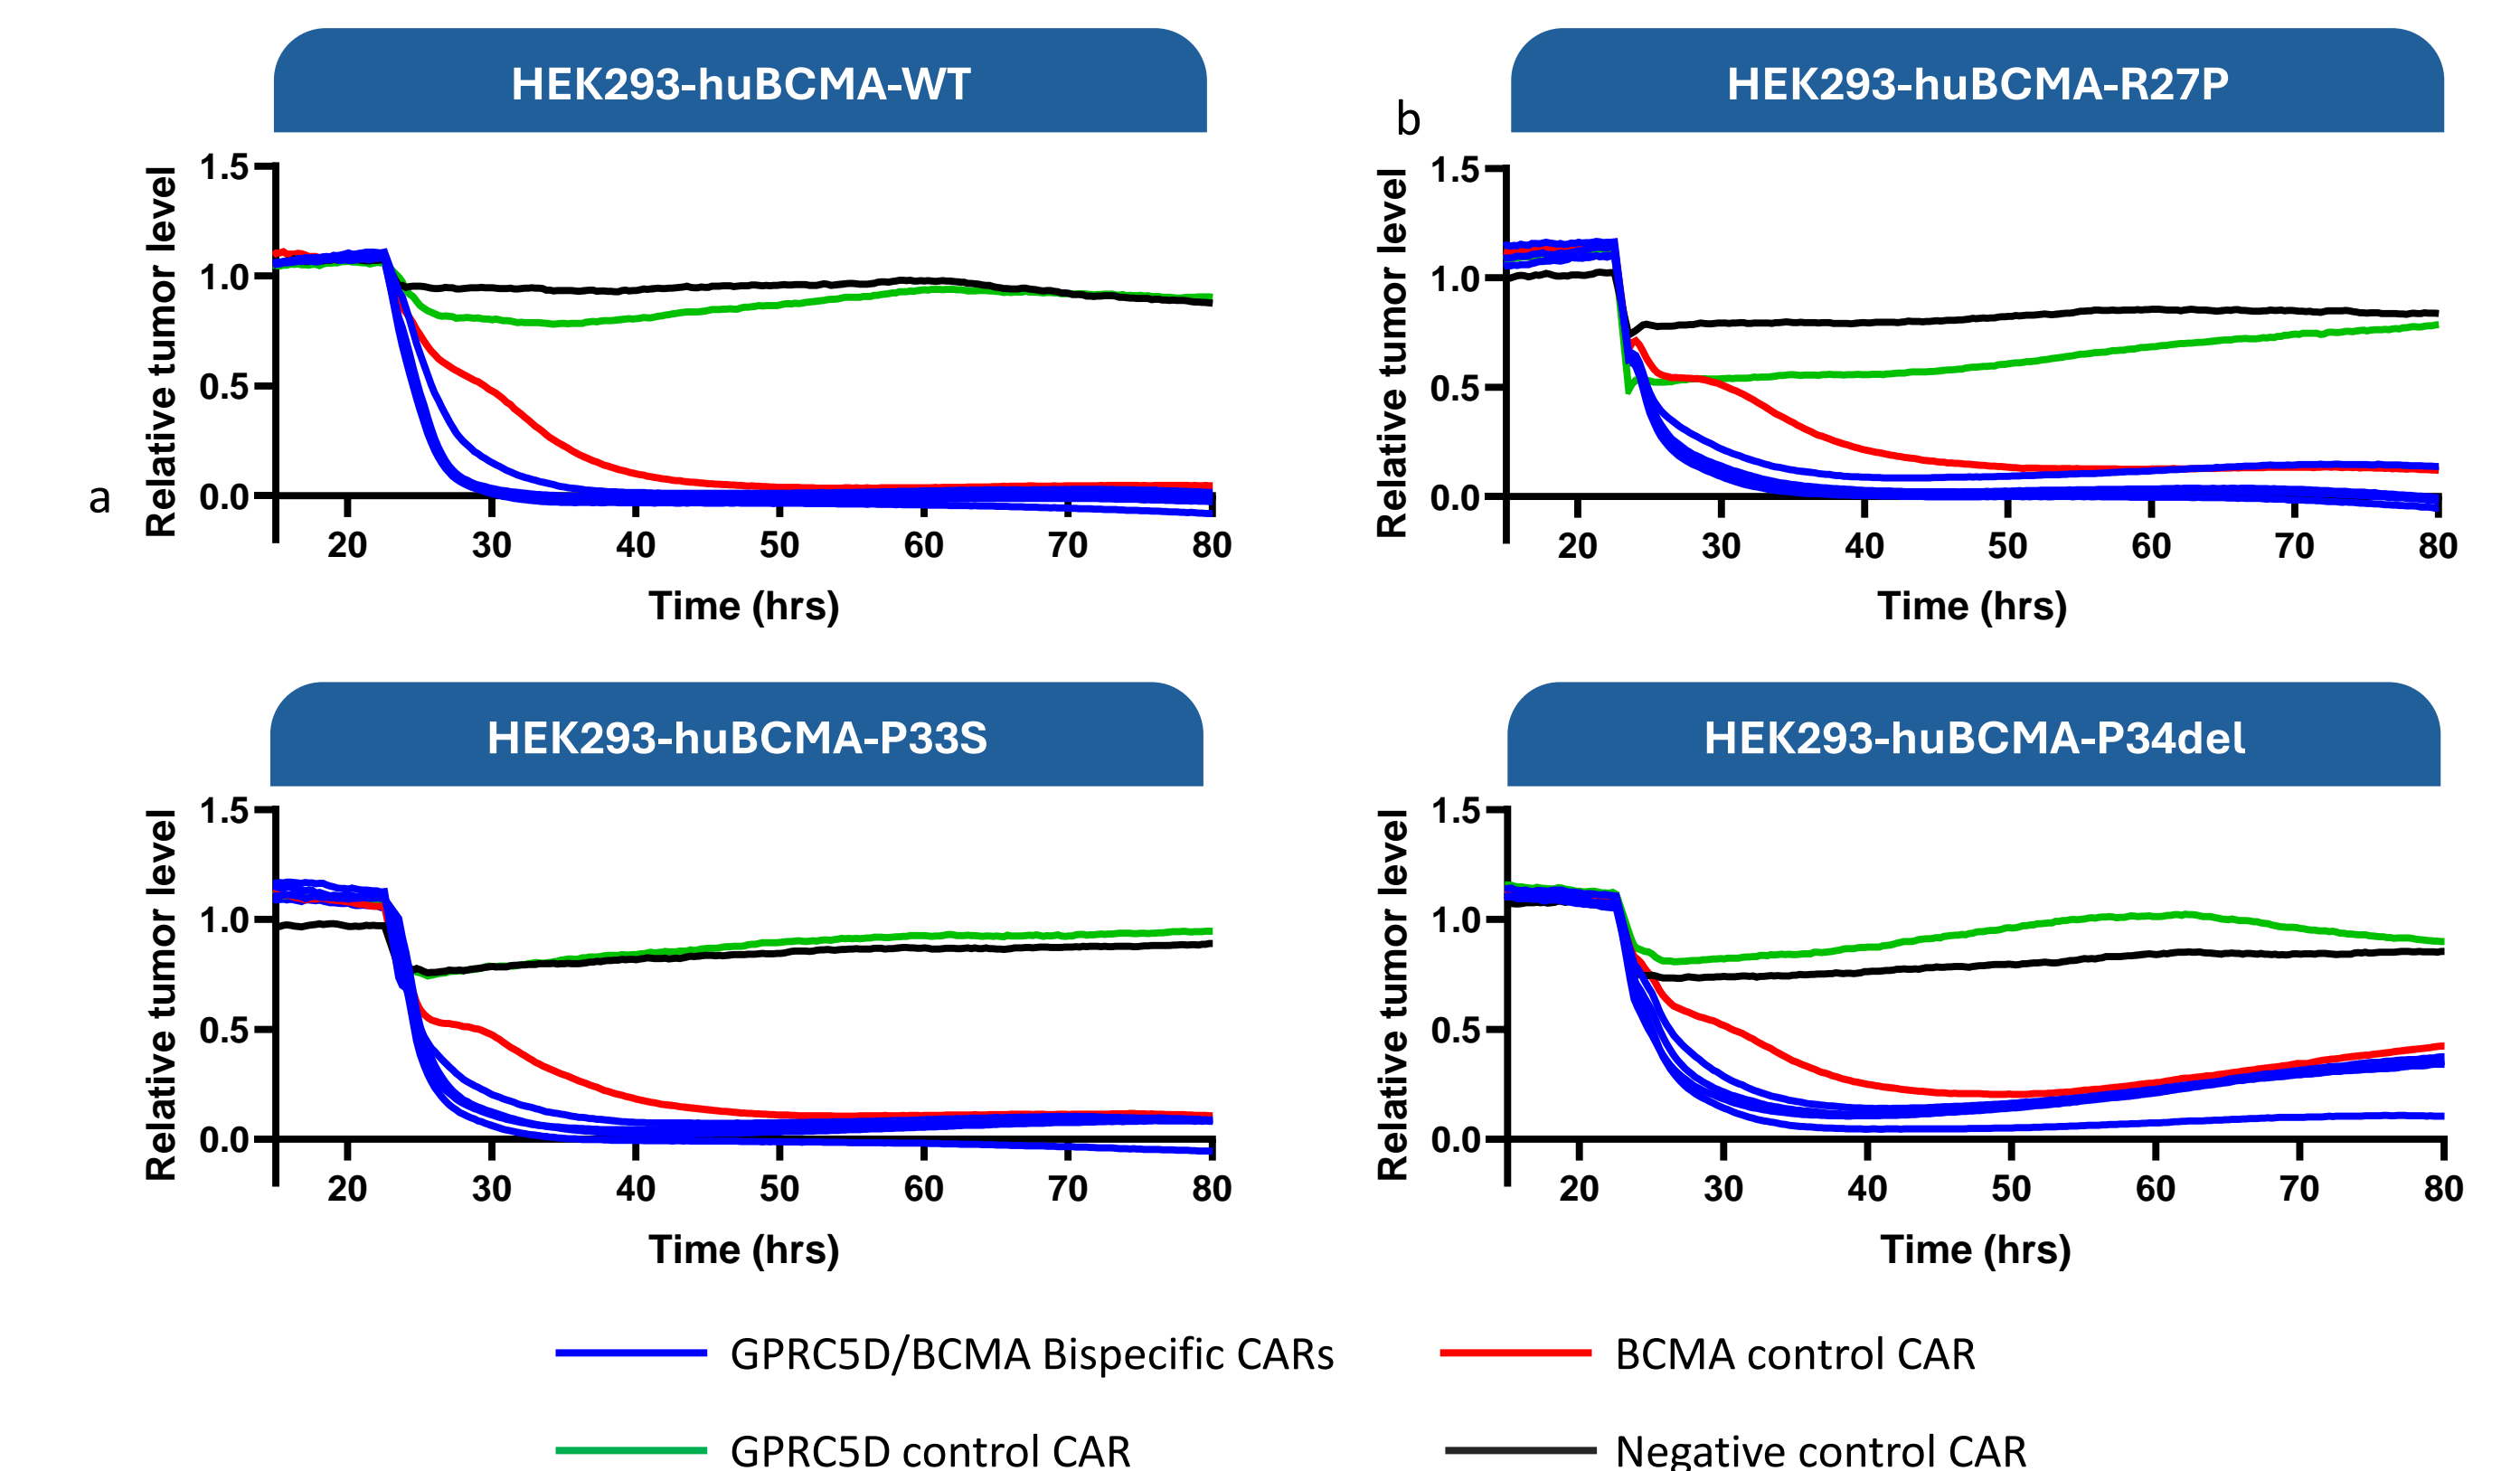 HEK293-huBCMA-WT
a
Relative tumor level
1.5
1.0
0.5
0.0
20 30 40 50 60 70 80
Time (hrs)
b
HEK293-huBCMA-R27P
Relative tumor level
1.5
1.0
0.5
0.0
20 30 40 50 60 70 80
Time (hrs)
HEK293-huBCMA-P33S
Relative tumor level
1.5
1.0
0.5
0.0
20 30 40 50 60 70 80
Time (hrs)
HEK293-huBCMA-P34del
Relative tumor level
1.5
1.0
0.5
0.0
20 30 40 50 60 70 80
Time (hrs)
GPRC5D/BCMA Bispecific CARs
BCMA control CAR
GPRC5D control CAR
Negative control CAR